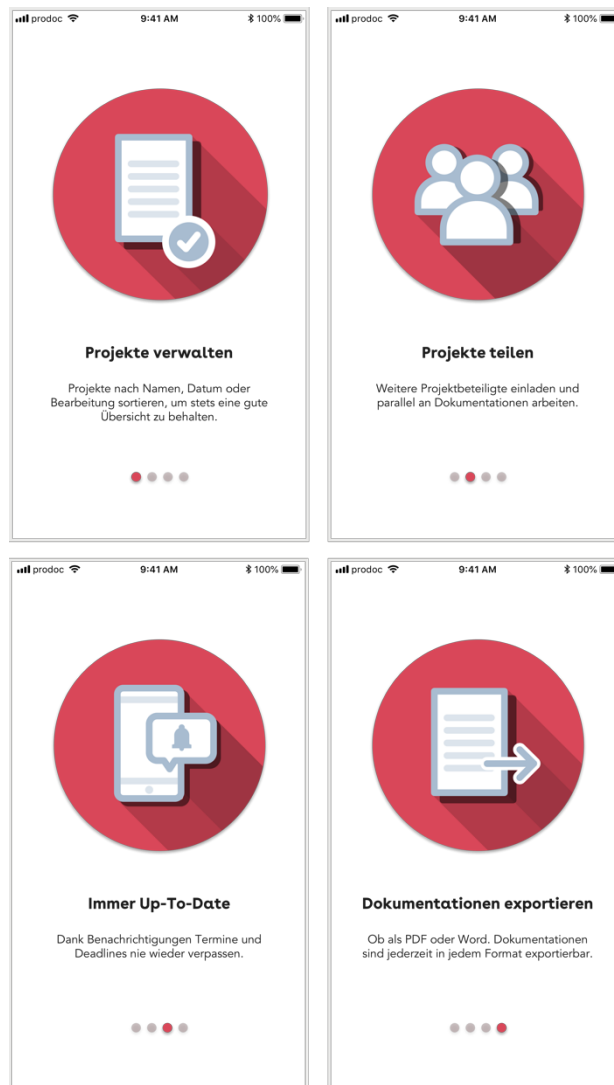 prodoc 9:41 AM 100%
Projekte verwalten
Projekte nach Namen, Datum oder
Bearbeitung sortieren, um stets eine gute
Übersicht zu behalten.
prodoc 9:41 AM 100%
Projekte teilen
Weitere Projektbeteiligte einladen und
parallel an Dokumentationen arbeiten.
prodoc 9:41 AM 100%
Immer Up-To-Date
Dank Benachrichtigungen Termine und
Deadlines nie wieder verpassen.
prodoc 9:41 AM 100%
Dokumentationen exportieren
Ob als PDF oder Word. Dokumentationen
sind jederzeit in jedem Format exportierbar.